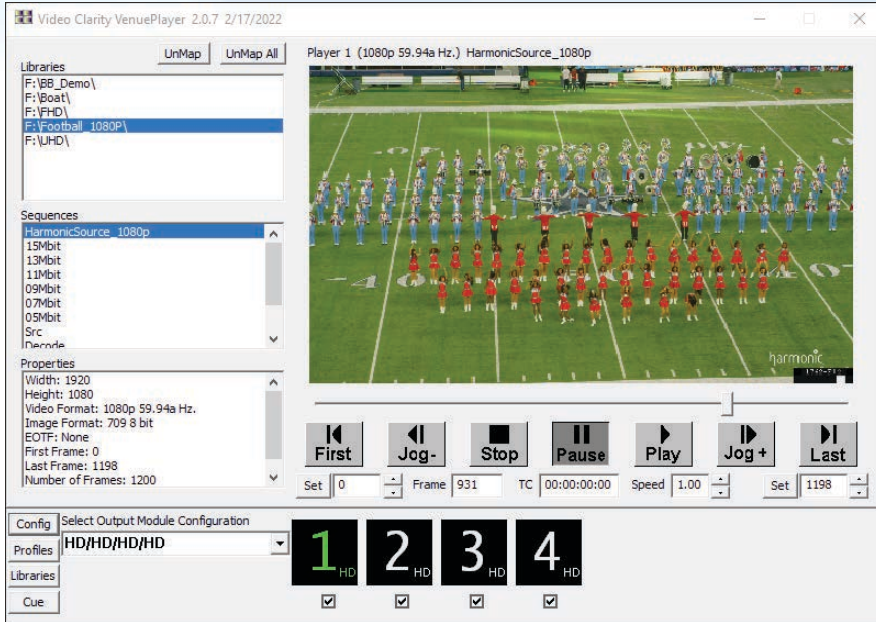 Video Clarity VenuePlayer 2.0.7 2/17/2022
UnMap
UnMap All
Libraries
F:\BB_Demo\
F:\Boat\
F:\FHD\
F:\Football_1080P\
F:\UHD\
Sequences
HarmonicSource_1080p
15Mbit
13Mbit
11Mbit
09Mbit
07Mbit
05Mbit
Src
Decode
Properties
Width: 1920
Height: 1080
Video Format: 1080p 59.94a Hz.
Image Format: 709 8 bit
EOTF: None
First Frame: 0
Last Frame: 1198
Number of Frames: 1200
Player 1 (1080p 59.94a Hz.) HarmonicSource_1080p
harmonic
First
Jog-
Stop
Pause
Play
Jog +
Last
Set 0 Frame 931 TC 00:00:00:00 Speed 1.00 Set 1198
Config
Profiles
Libraries
Cue
Select Output Module Configuration
HD/HD/HD/HD
1 HD
2 HD
3 HD
4 HD